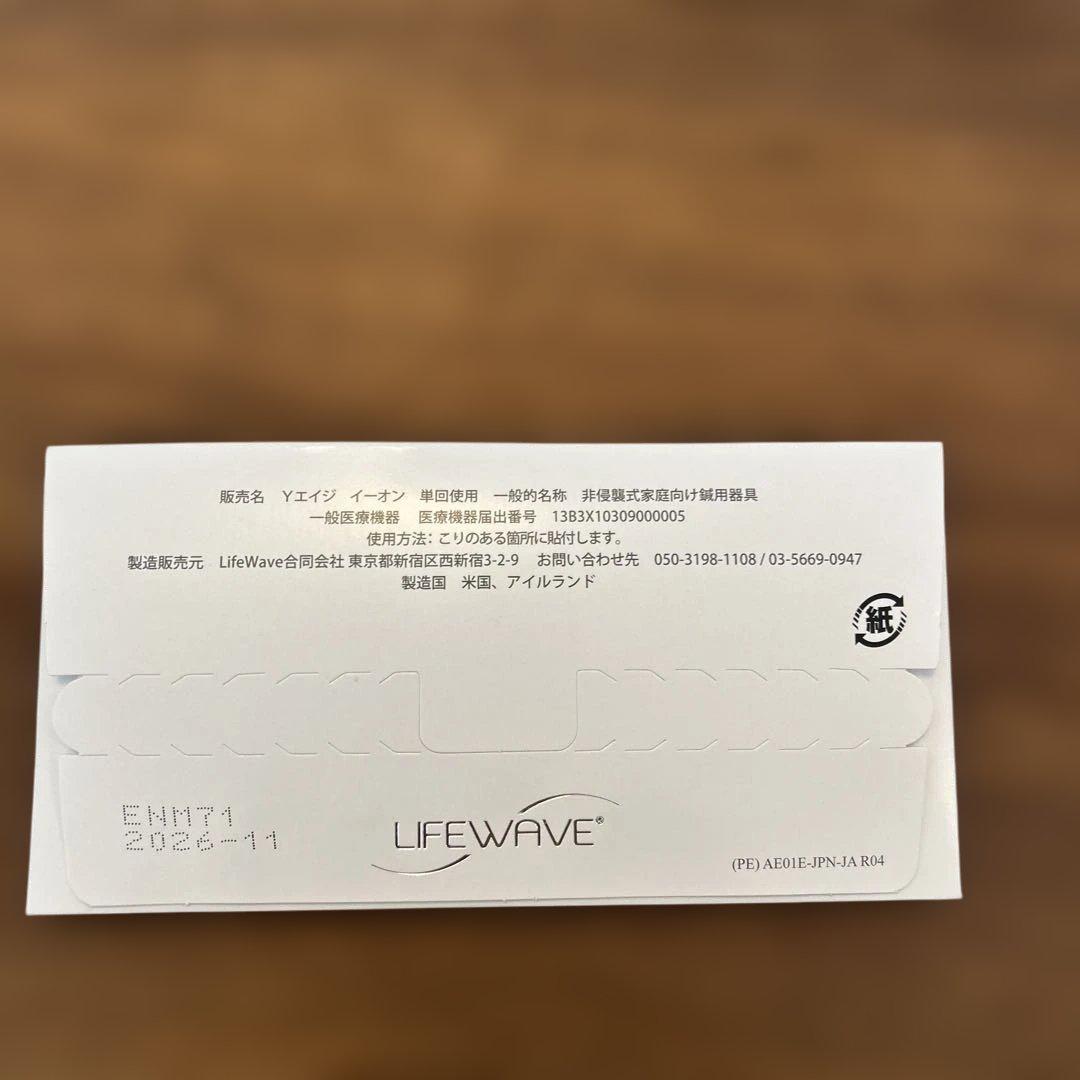 販売名 Yエイジ イーオン 単回使用 一般的名称 非侵襲式家庭向け鍼用器具
一般医療機器 医療機器届出番号 13B3X10309000005
使用方法：こりのある箇所に貼付します。
製造販売元 LifeWave合同会社 東京都新宿区西新宿3-2-9 お問い合わせ先 050-3198-1108 / 03-5669-0947
製造国 米国、アイルランド
紙
ENM71
2026-11
LIFEWAVE®
(PE) AE01E-JPN-JA R04